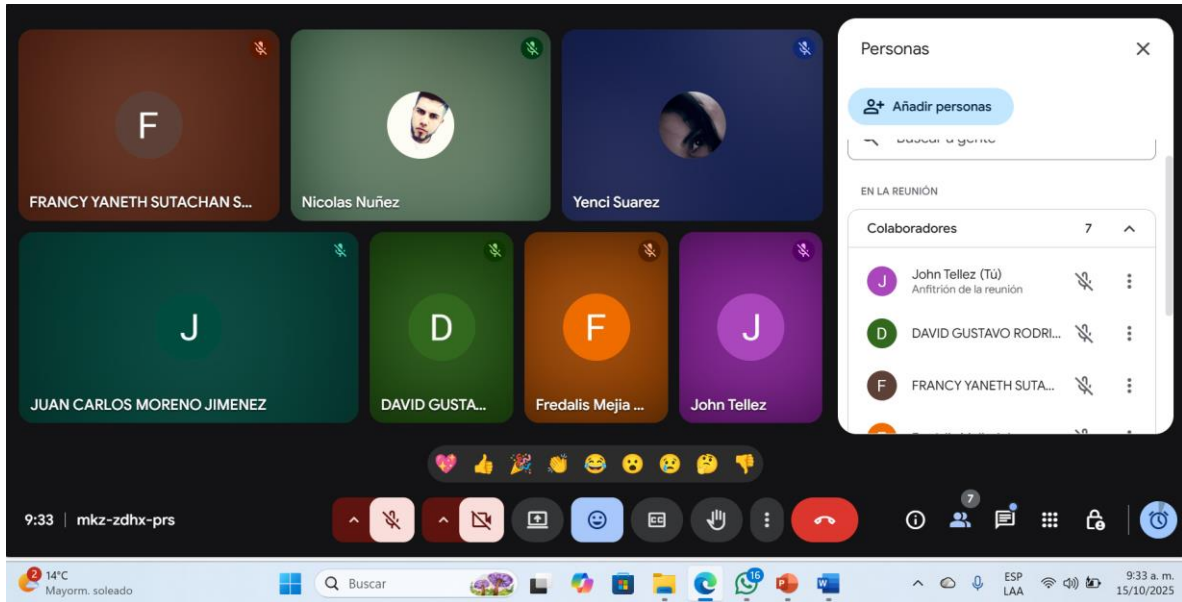 F
FRANCY YANETH SUTACHAN S...
Nicolas Nuñez
Yenci Suarez
J
JUAN CARLOS MORENO JIMENEZ
D
DAVID GUSTA...
F
Fredalis Mejia ...
J
John Tellez
Personas
Añadir personas
EN LA REUNIÓN
Colaboradores 7
J John Tellez (Tú)
Anfitrión de la reunión
D DAVID GUSTAVO RODRI...
F FRANCY YANETH SUTA...
9:33 | mkz-zdhx-prs
CC
7
2 14°C
Mayorm. soleado
Buscar
16
P
W
ESP
LAA
9:33 a. m.
15/10/2025